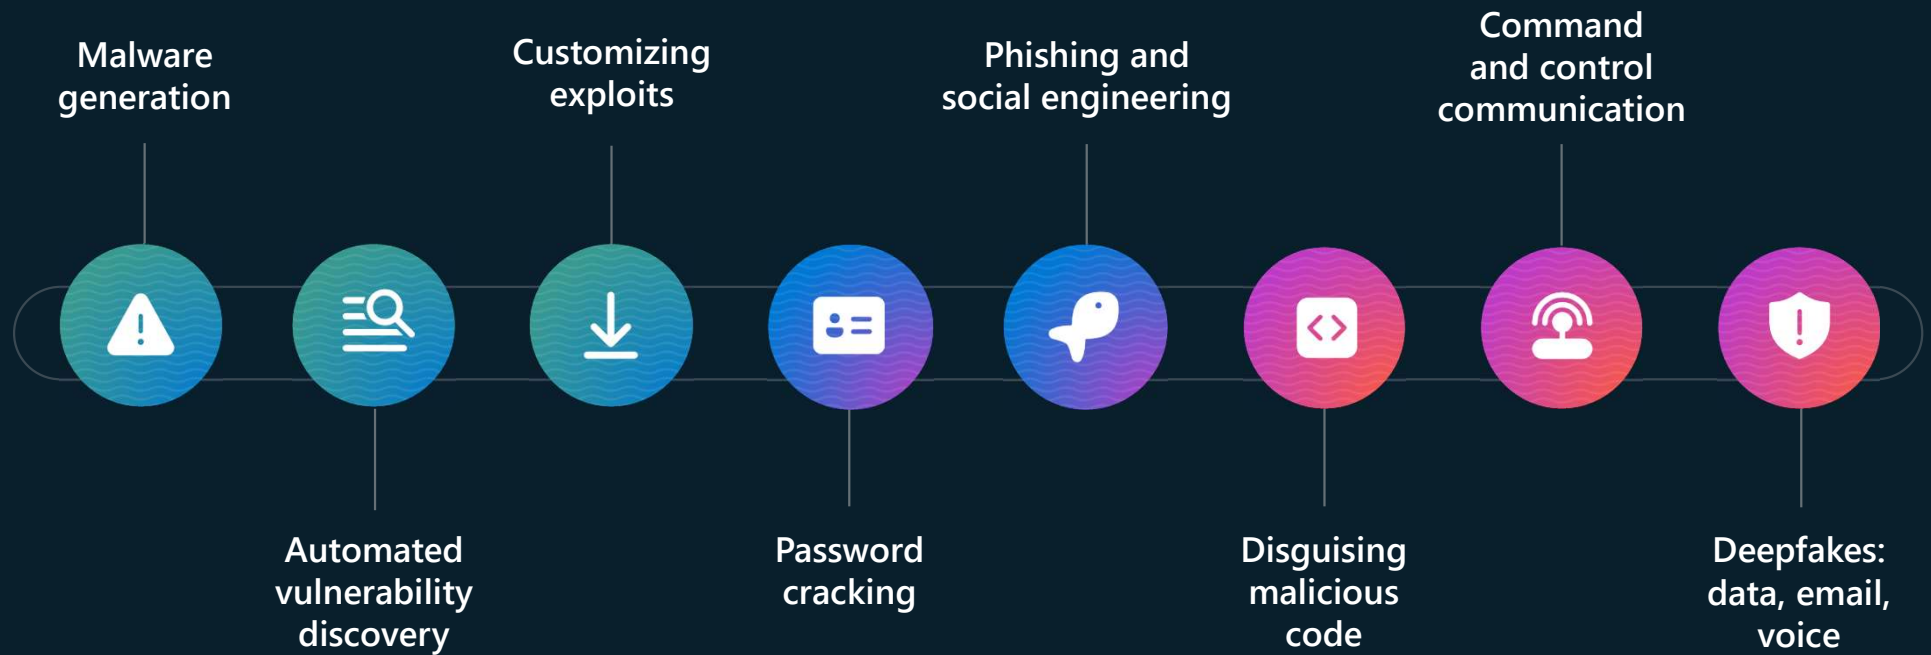 Malware
generation
Automated
vulnerability
discovery
Customizing
exploits
Password
cracking
Phishing and
social engineering
Disguising
malicious
code
Command
and control
communication
Deepfakes:
data, email,
voice